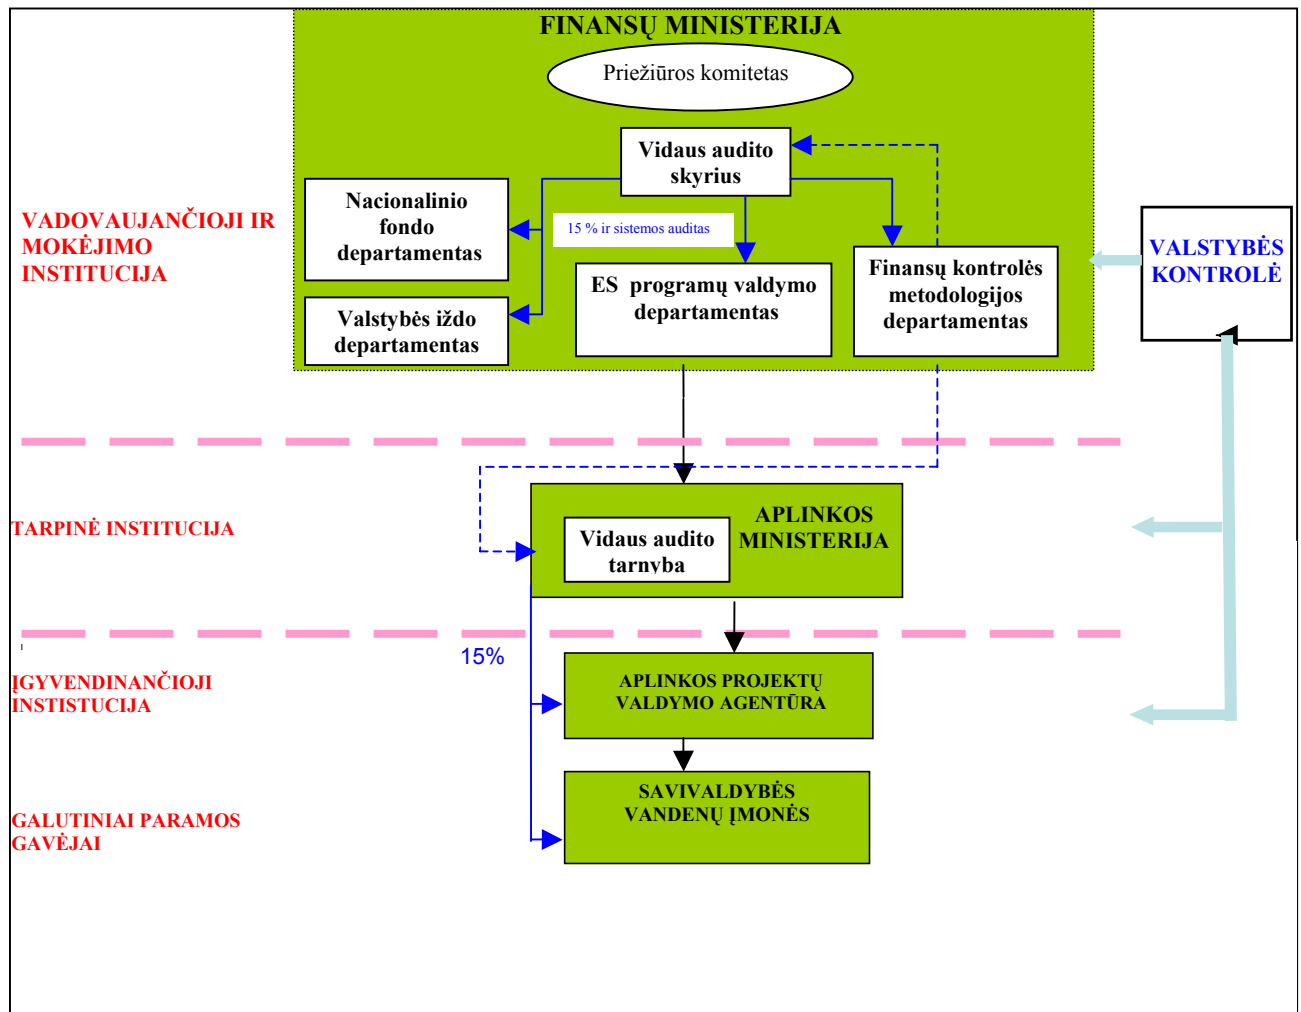 FINANSŲ MINISTERIJA
Priežiūros komitetas
Vidaus audito
skyrius
Nacionalinio
fondo
departamentas
15 % ir sistemos auditas
VADOVAUJANČIOJI IR
MOKĖJIMO
INSTITUCIJA
VALSTYBĖS
KONTROLĖ
ES programų valdymo
departamentas
Finansų kontrolės
metodologijos
departamentas
Valstybės iždo
departamentas
TARPINĖ INSTITUCIJA
APLINKOS
MINISTERIJA
Vidaus audito
tarnyba
15%
ĮGYVENDINANČIOJI
INSTISTUCIJA
APLINKOS PROJEKTŲ
VALDYMO AGENTŪRA
SAVIVALDYBĖS
VANDENŲ ĮMONĖS
GALUTINIAI PARAMOS
GAVĖJAI